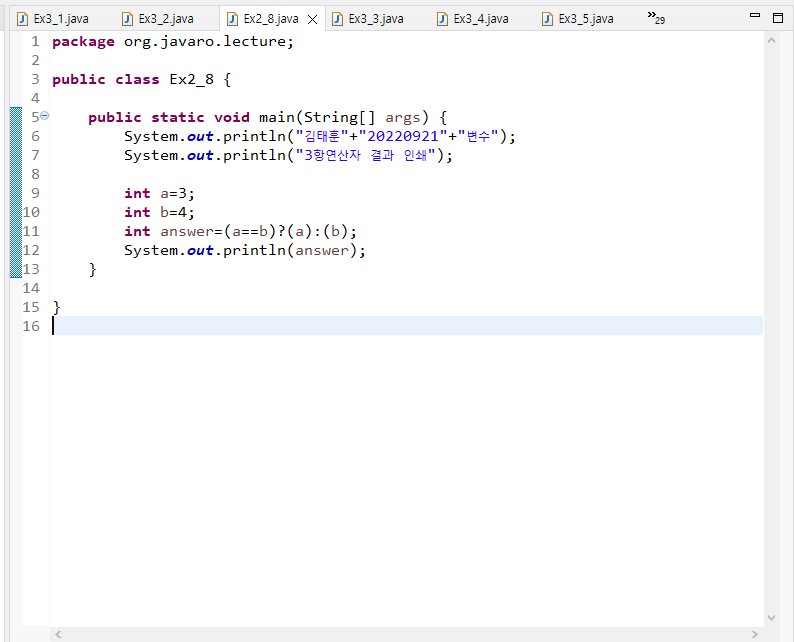 Ex3_1.java Ex3_2.java Ex2_8.java Ex3_3.java Ex3_4.java Ex3_5.java »29
1 package org.javaro.lecture;
2
3 public class Ex2_8 {
4
5 public static void main(String[] args) {
6 System.out.println("김태훈"+"20220921"+"변수");
7 System.out.println("3항연산자 결과 인쇄");
8
9 int a=3;
10 int b=4;
11 int answer=(a==b)?(a):(b);
12 System.out.println(answer);
13 }
14
15 }
16